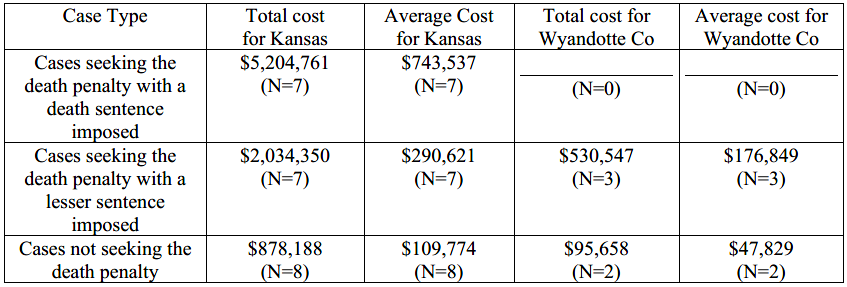 Case Type
Total cost
for Kansas
Average Cost
for Kansas
Total cost for
Wyandotte Co
Average cost for
Wyandotte Co
Cases seeking the
death penalty with a
death sentence
imposed
$5,204,761
(N=7)
$743,537
(N=7)
(N=0)
(N=0)
Cases seeking the
death penalty with a
lesser sentence
imposed
$2,034,350
(N=7)
$290,621
(N=7)
$530,547
(N=3)
$176,849
(N=3)
Cases not seeking the
death penalty
$878,188
(N=8)
$109,774
(N=8)
$95,658
(N=2)
$47,829
(N=2)